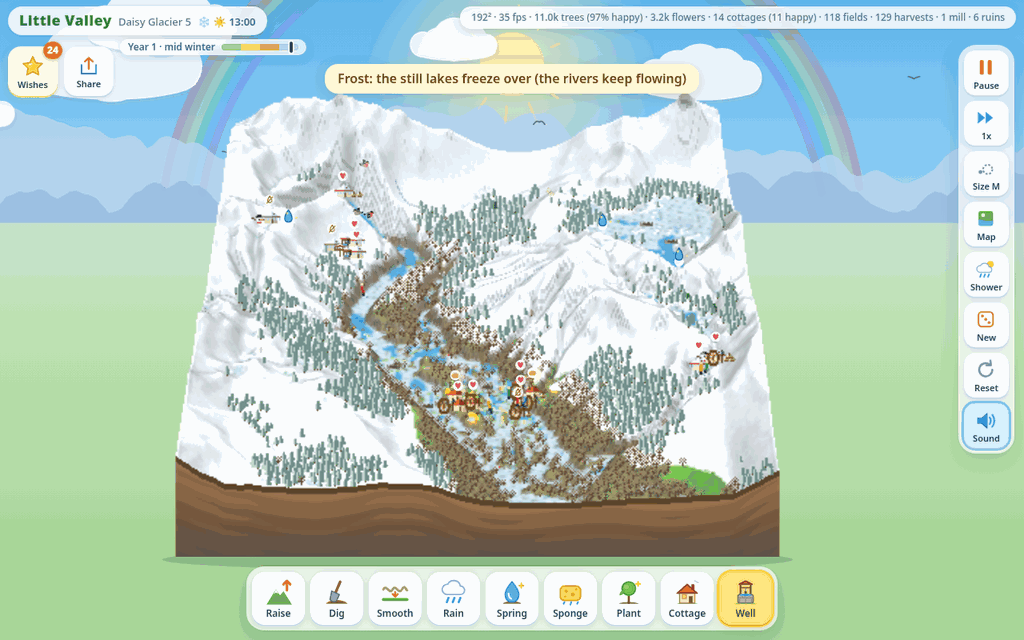 Little Valley Daisy Glacier 5 ❄️ ☀️ 13:00
192² · 35 fps · 11.0k trees (97% happy) · 3.2k flowers · 14 cottages (11 happy) · 118 fields · 129 harvests · 1 mill · 6 ruins
Year 1 · mid winter
24
Wishes
Share
Frost: the still lakes freeze over (the rivers keep flowing)
Pause
1x
Size M
Map
Shower
New
Reset
Sound
Raise
Dig
Smooth
Rain
Spring
Sponge
Plant
Cottage
Well